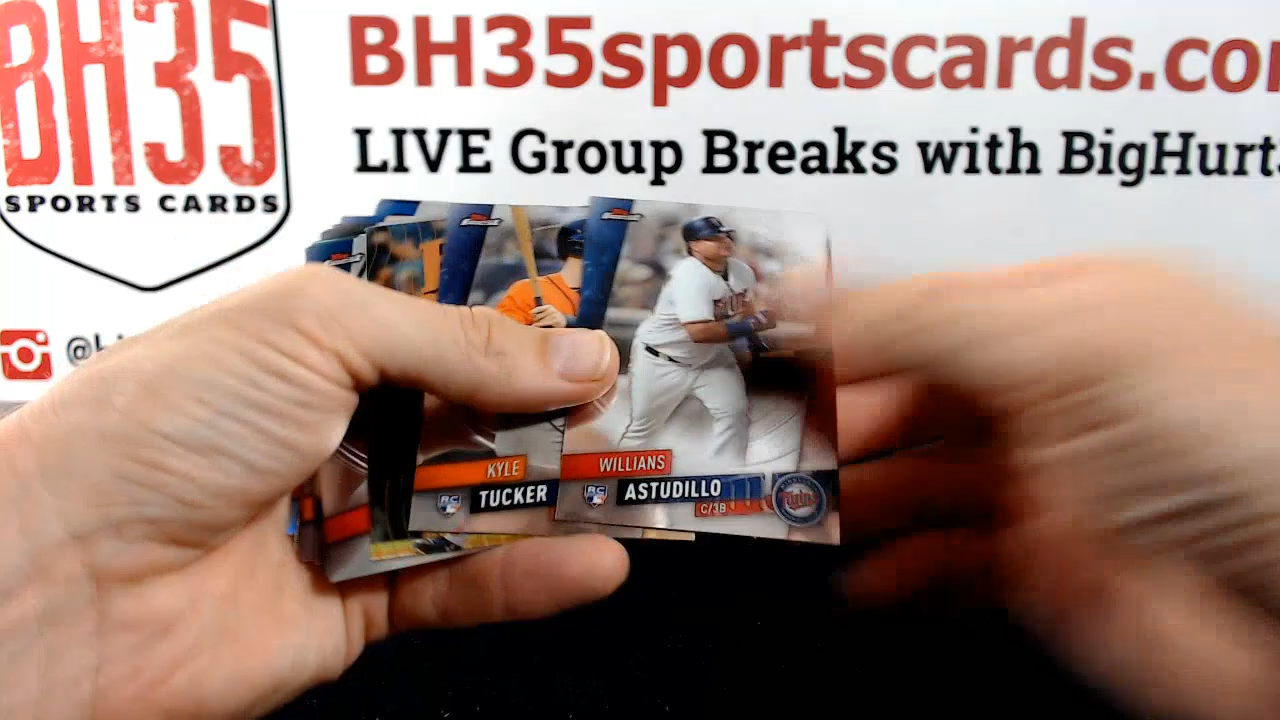 BH35
SPORTS CARDS
BH35sportscards.co
LIVE Group Breaks with BigHurt
KYLE
RC
TUCKER
WILLIANS
RC
ASTUDILLO
C/3B
Twins